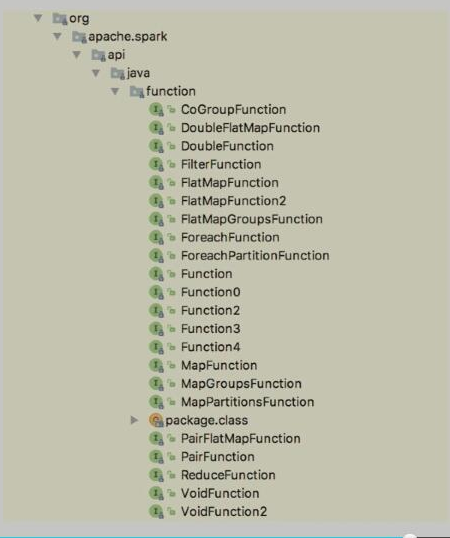 org
apache.spark
api
java
function
CoGroupFunction
DoubleFlatMapFunction
DoubleFunction
FilterFunction
FlatMapFunction
FlatMapFunction2
FlatMapGroupsFunction
ForeachFunction
ForeachPartitionFunction
Function
Function0
Function2
Function3
Function4
MapFunction
MapGroupsFunction
MapPartitionsFunction
package.class
PairFlatMapFunction
PairFunction
ReduceFunction
VoidFunction
VoidFunction2